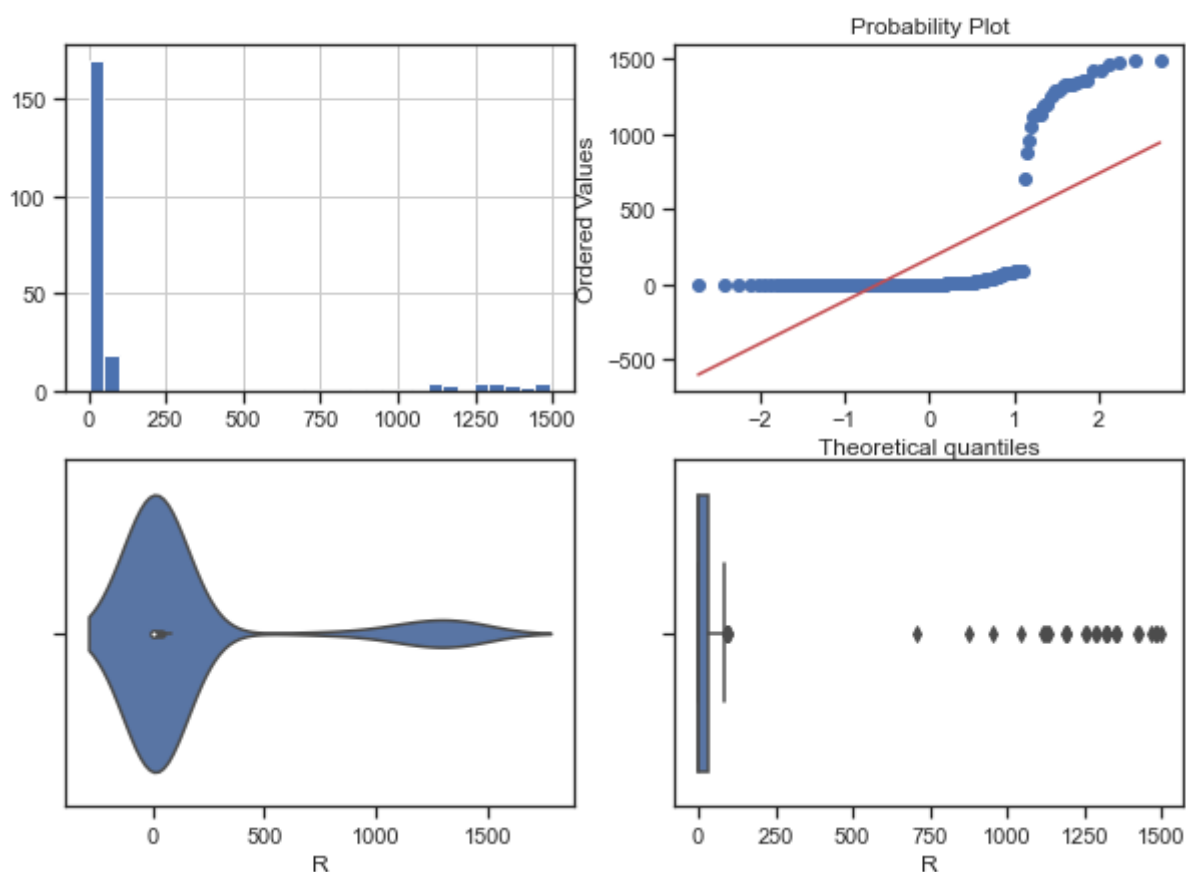 Probability Plot
150
100
50
0
0 250 500 750 1000 1250 1500
Ordered Values
1500
1000
500
0
−500
−2 −1 0 1 2
Theoretical quantiles
0 500 1000 1500
R
0 250 500 750 1000 1250 1500
R